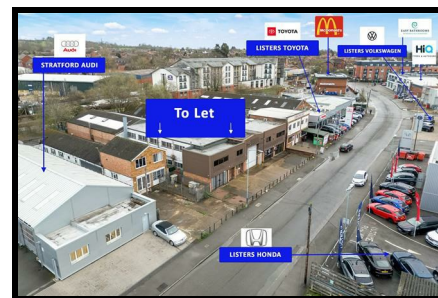 Audi
STRATFORD AUDI
TOYOTA
LISTERS TOYOTA
LISTERS VOLKSWAGEN
HiQ
To Let
LISTERS HONDA